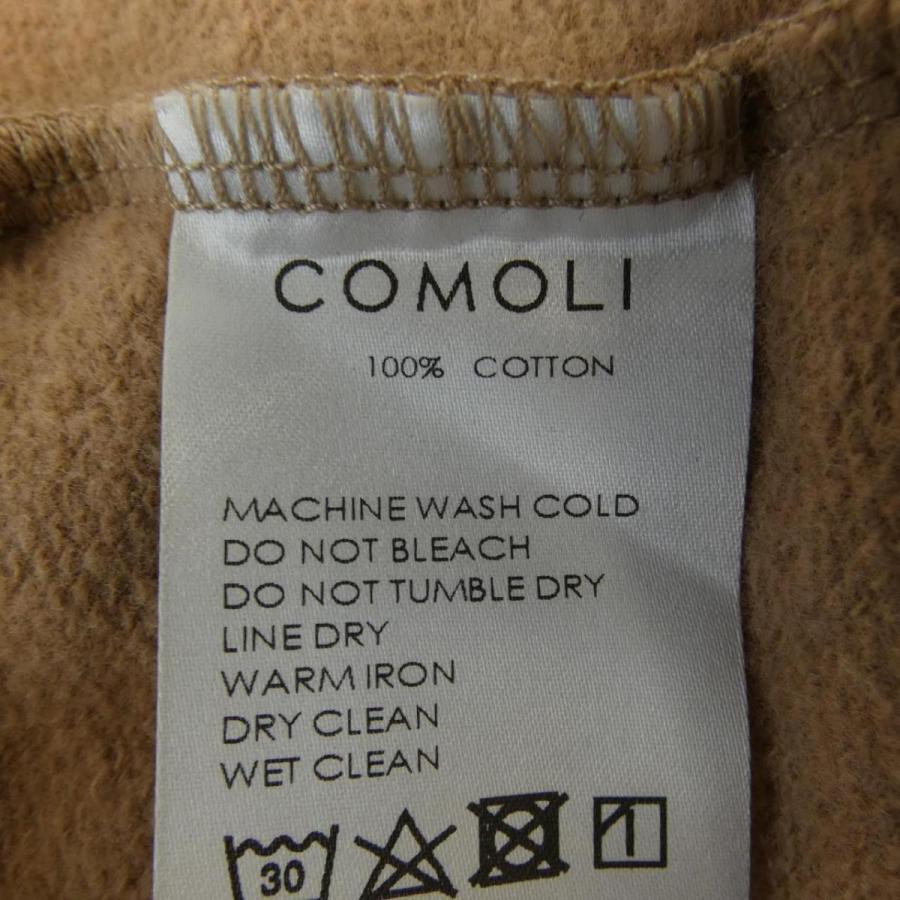 COMOLI
100% COTTON
MACHINE WASH COLD
DO NOT BLEACH
DO NOT TUMBLE DRY
LINE DRY
WARM IRON
DRY CLEAN
WET CLEAN
30